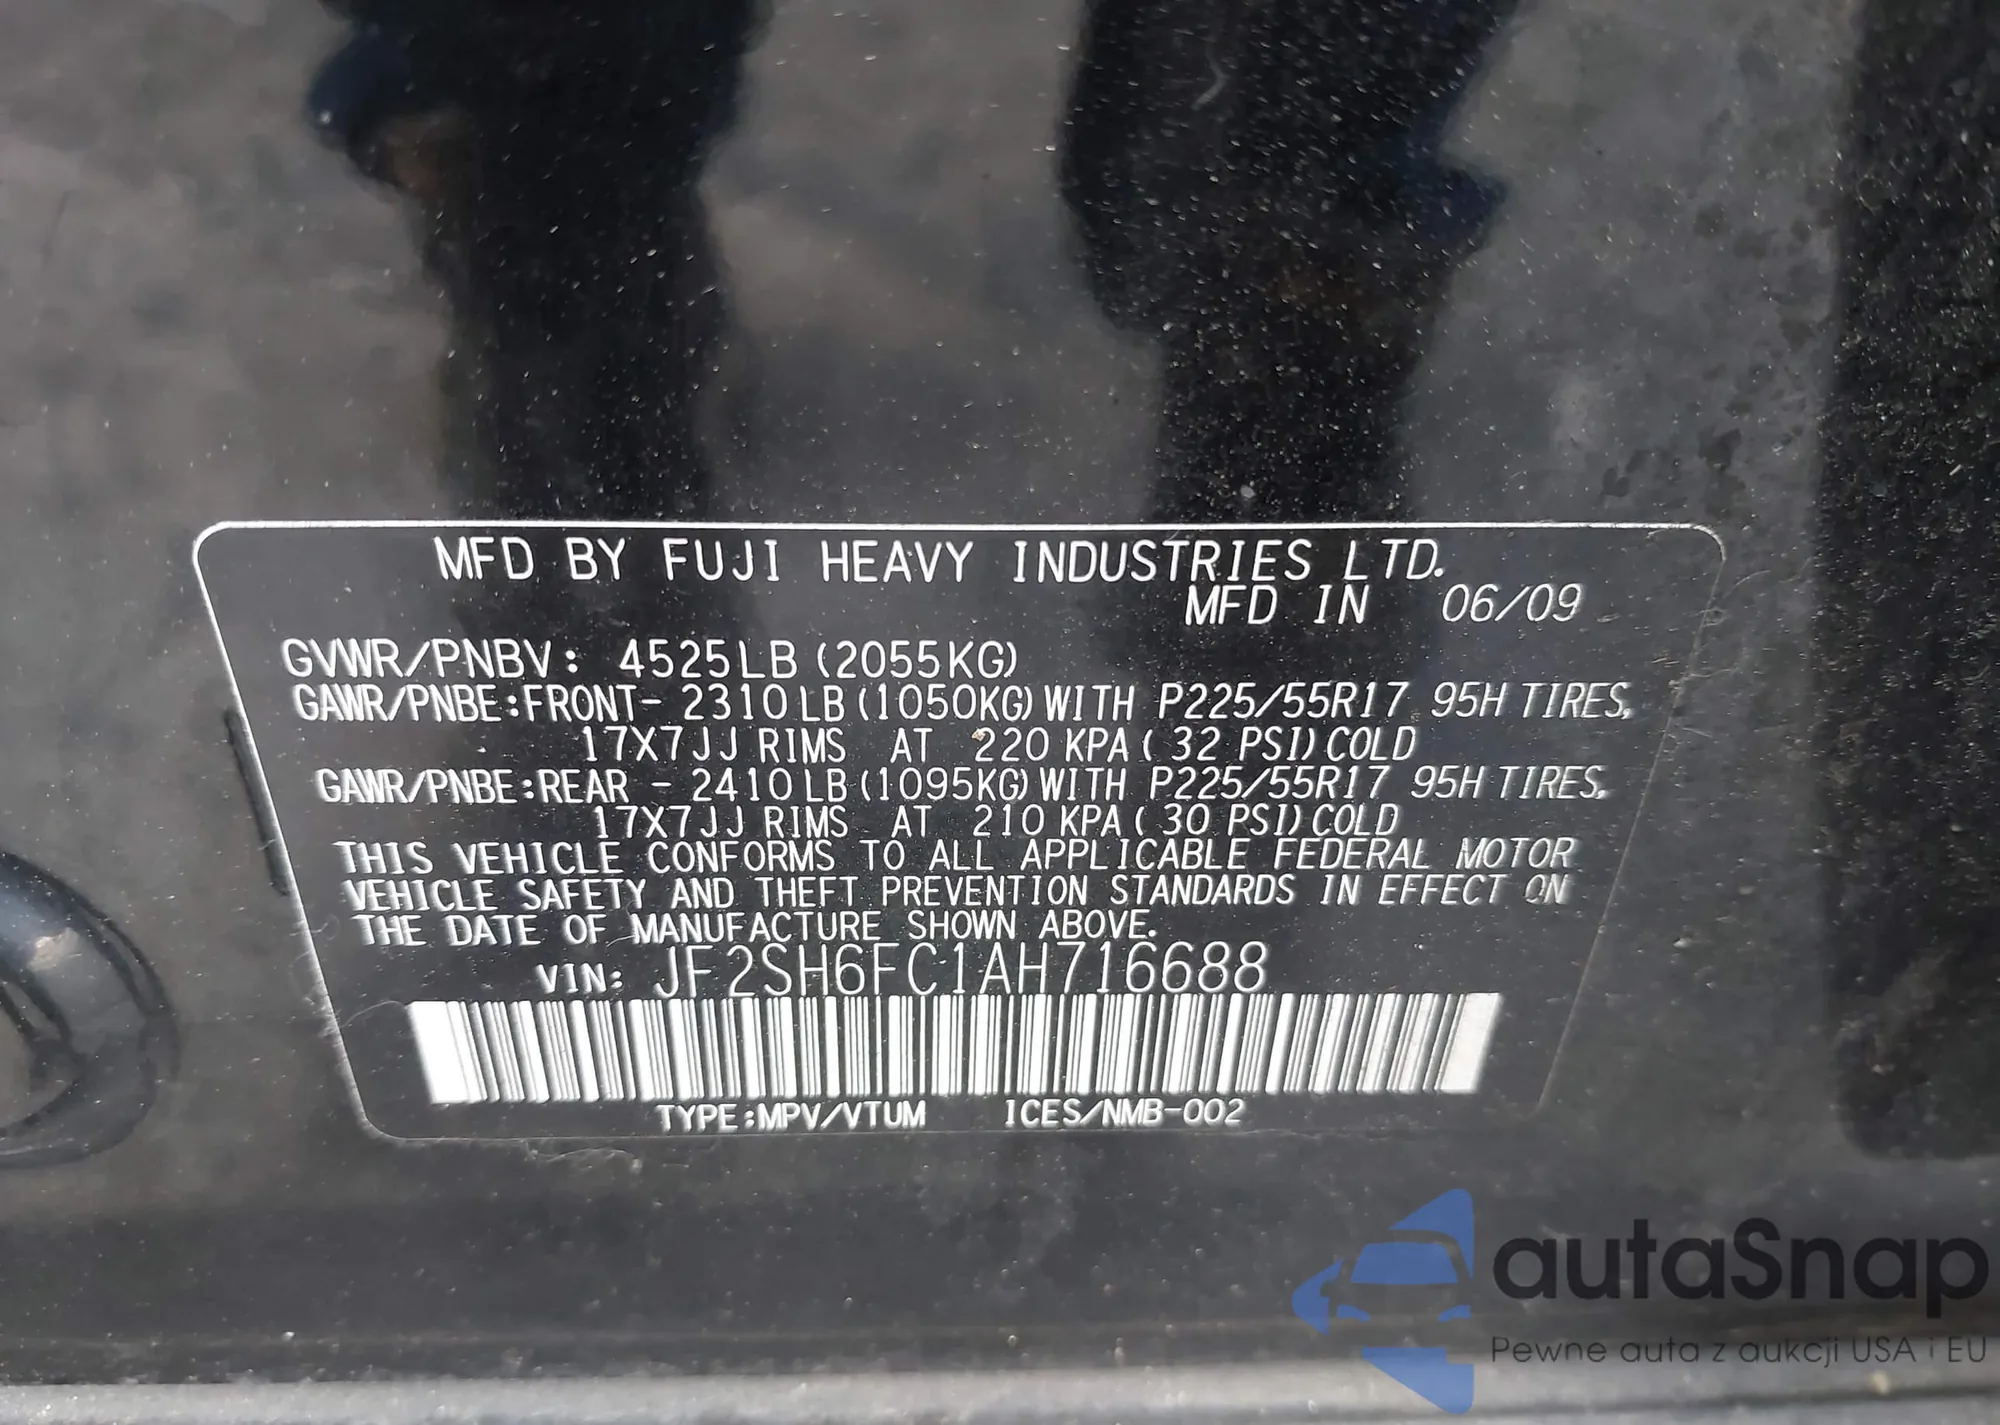 MFD BY FUJI HEAVY INDUSTRIES LTD.
MFD IN 06/09
GVWR/PNBV: 4525LB (2055KG)
GAWR/PNBE:FRONT- 2310LB (1050KG) WITH P225/55R17 95H TIRES,
17X7JJ RIMS AT 220 KPA ( 32 PSI) COLD
GAWR/PNBE:REAR - 2410LB (1095KG) WITH P225/55R17 95H TIRES,
17X7JJ RIMS AT 210 KPA ( 30 PSI) COLD
THIS VEHICLE CONFORMS TO ALL APPLICABLE FEDERAL MOTOR
VEHICLE SAFETY AND THEFT PREVENTION STANDARDS IN EFFECT ON
THE DATE OF MANUFACTURE SHOWN ABOVE.
VIN: JF2SH6FC1AH716688
TYPE:MPV/VTUM ICES/NMB-002
autaSnap
Pewne auta z aukcji USA i EU